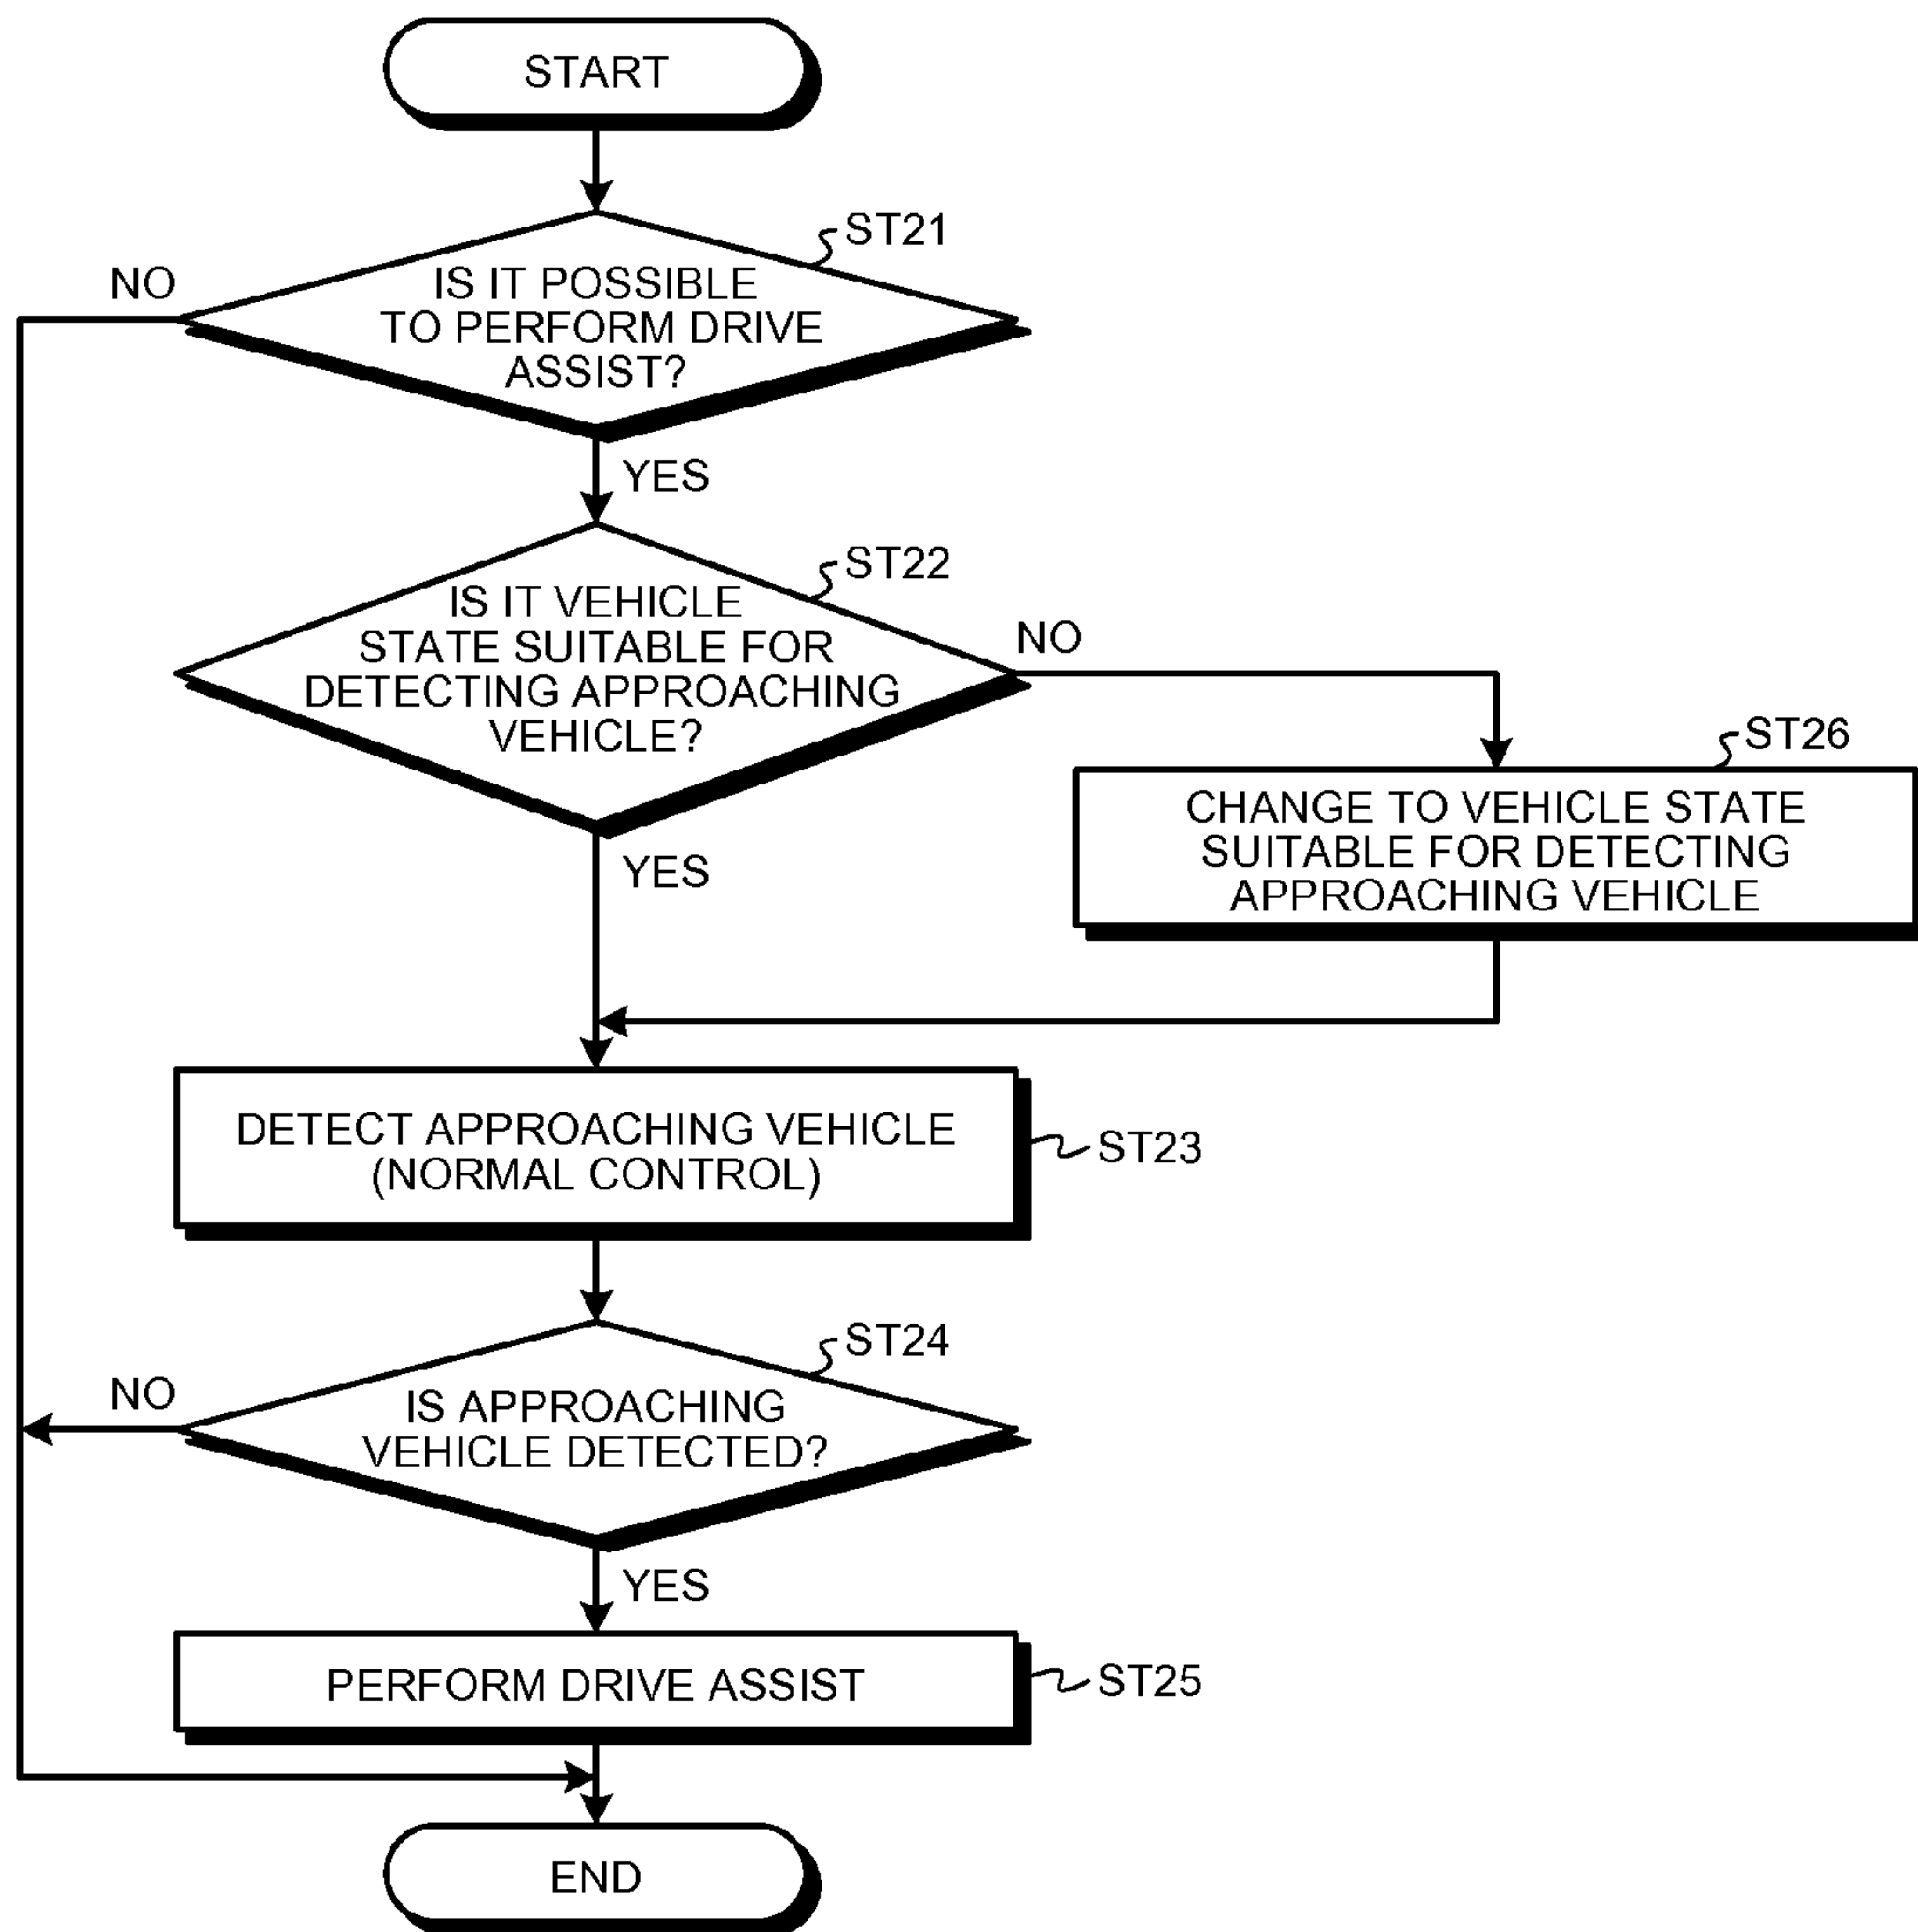 START
ST21
NO
IS IT POSSIBLE
TO PERFORM DRIVE
ASSIST?
YES
ST22
IS IT VEHICLE
STATE SUITABLE FOR
DETECTING APPROACHING
VEHICLE?
NO
ST26
CHANGE TO VEHICLE STATE
SUITABLE FOR DETECTING
APPROACHING VEHICLE
YES
DETECT APPROACHING VEHICLE
(NORMAL CONTROL)
ST23
ST24
NO
IS APPROACHING
VEHICLE DETECTED?
YES
PERFORM DRIVE ASSIST
ST25
END